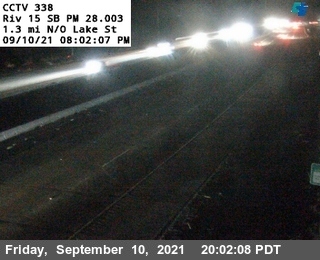 CCTV 338
Riv 15 SB PM 28.003
1.3 mi N/O Lake St
09/10/21 08:02:07 PM
Friday, September 10, 2021 20:02:08 PDT